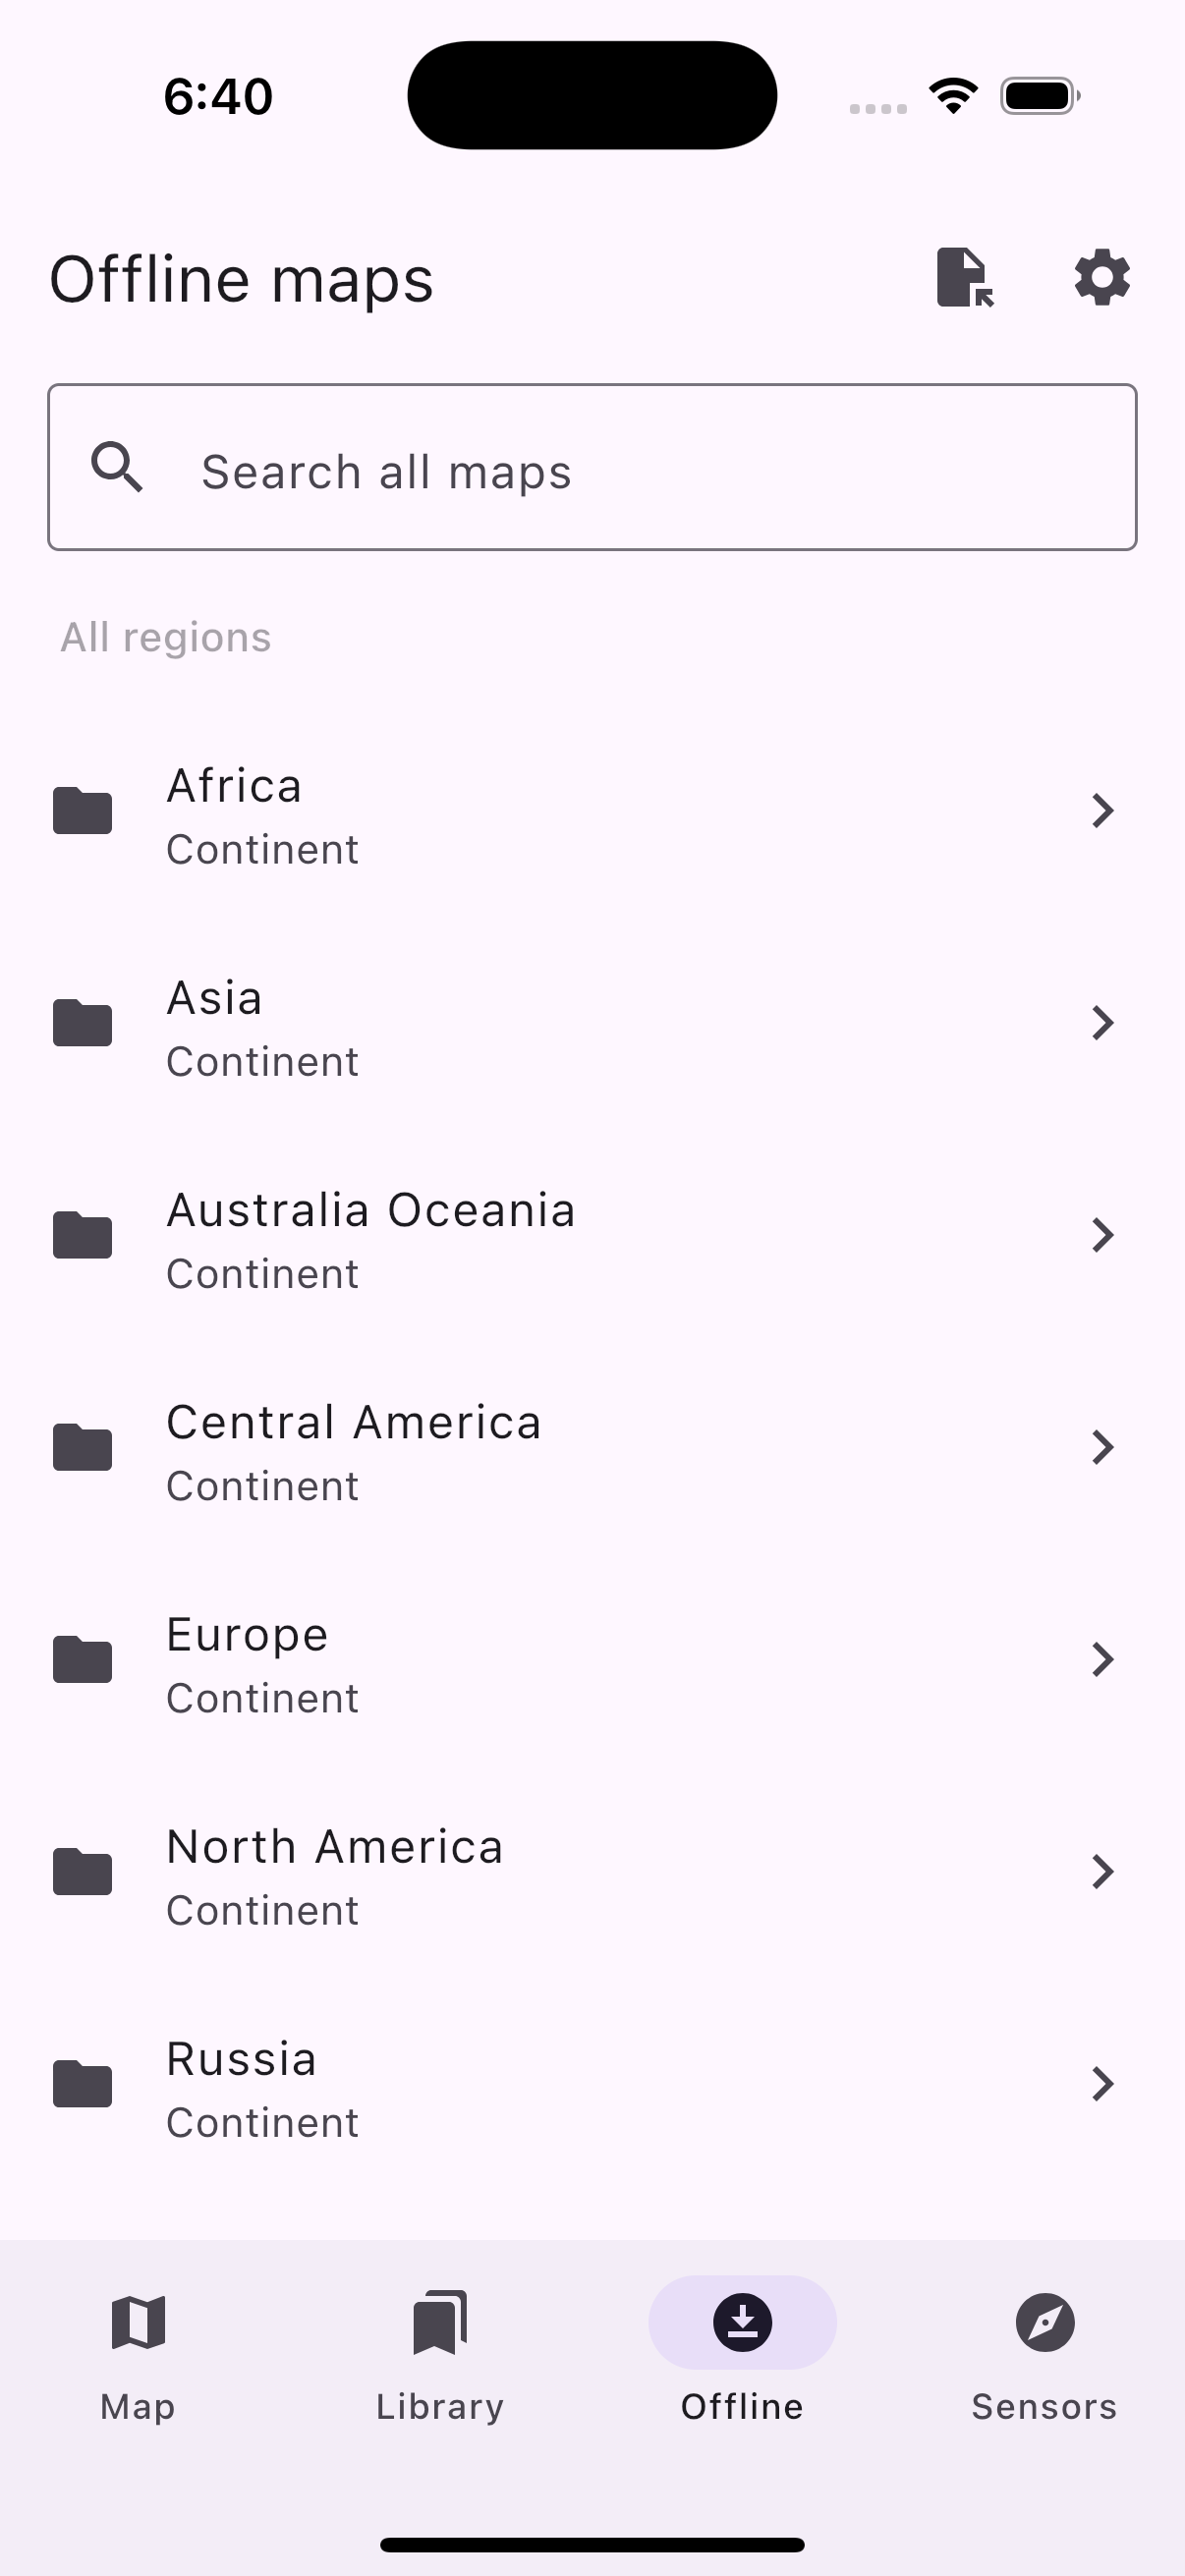 6:40
Offline maps
Search all maps
All regions
Africa
Continent
Asia
Continent
Australia Oceania
Continent
Central America
Continent
Europe
Continent
North America
Continent
Russia
Continent
Map
Library
Offline
Sensors